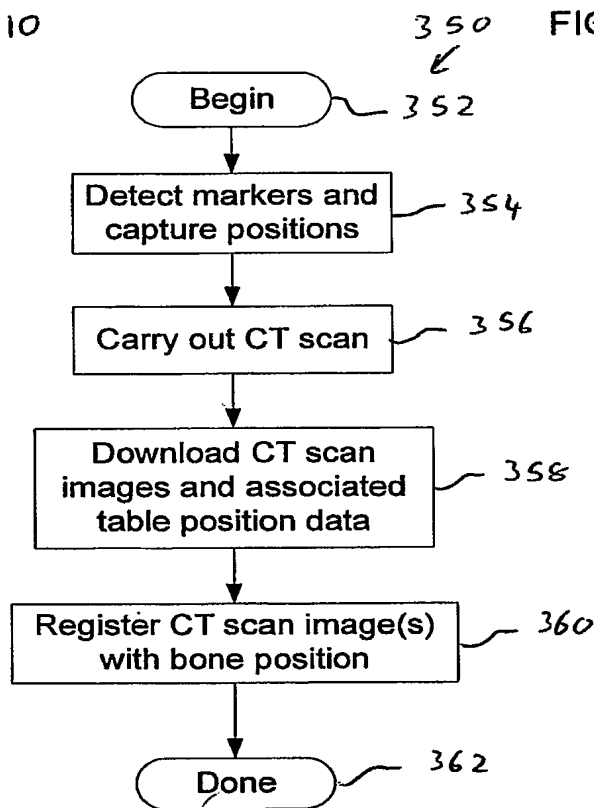 10 350 FIG
Begin 352
Detect markers and
capture positions 354
Carry out CT scan 356
Download CT scan
images and associated
table position data 358
Register CT scan image(s)
with bone position 360
Done 362